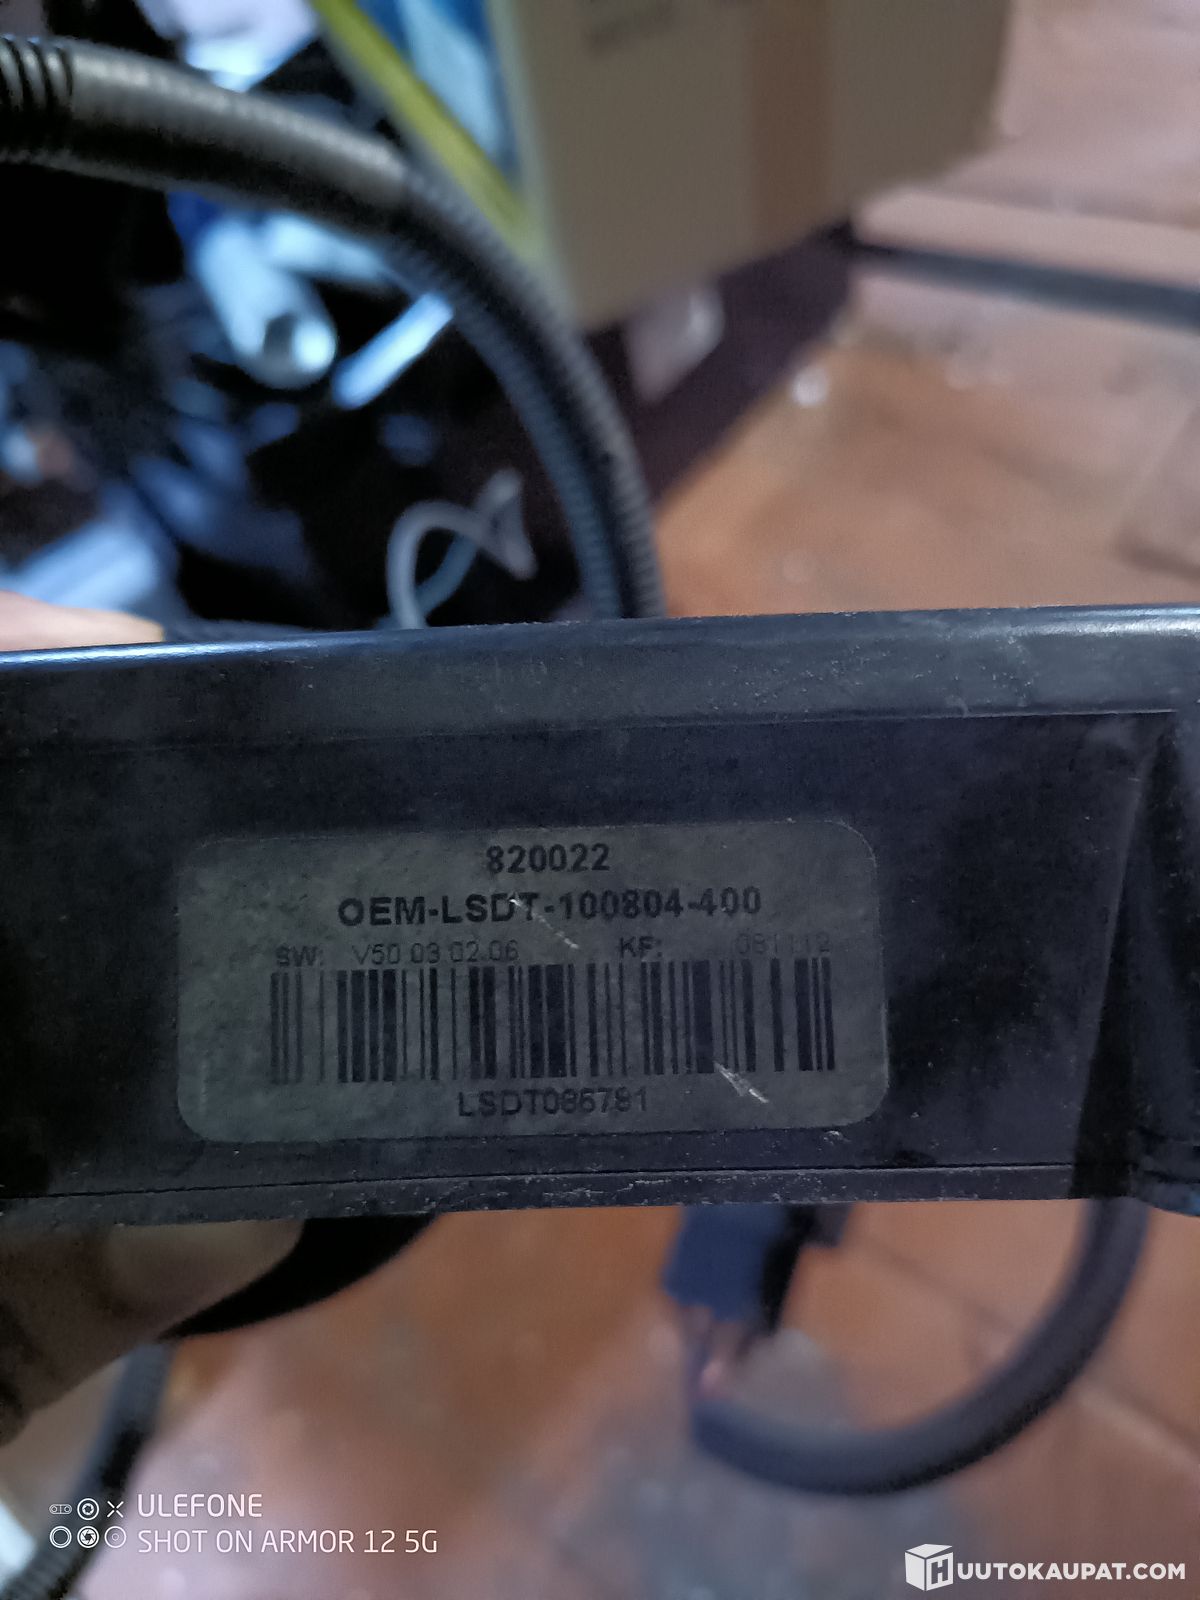 820022
OEM-LSDT-100804-400
SW: V50.03.02.06 KF: 081112
LSDT086781
ULEFONE
SHOT ON ARMOR 12 5G
HUUTOKAUPAT.COM